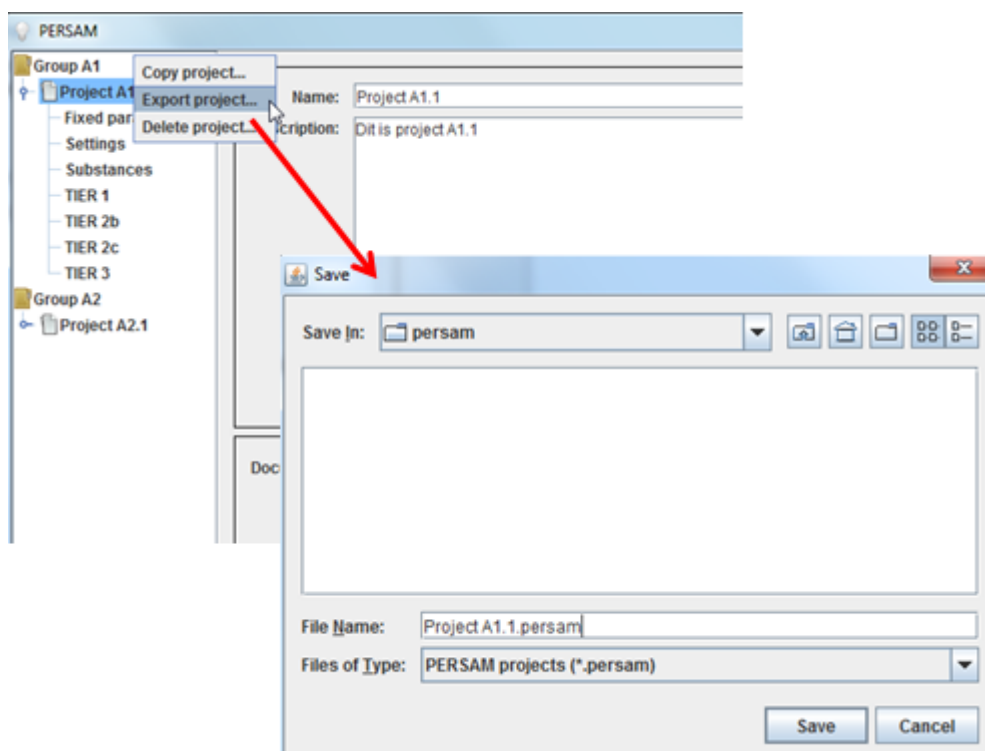 PERSAM
Group A1
Project A1
Fixed par
Settings
Substances
TIER 1
TIER 2b
TIER 2c
TIER 3
Group A2
Project A2.1
Copy project...
Export project...
Delete project...
Name: Project A1.1
cription: Dit is project A1.1
Doc
Save
Save In: persam
File Name: Project A1.1.persam
Files of Type: PERSAM projects (*.persam)
Save Cancel